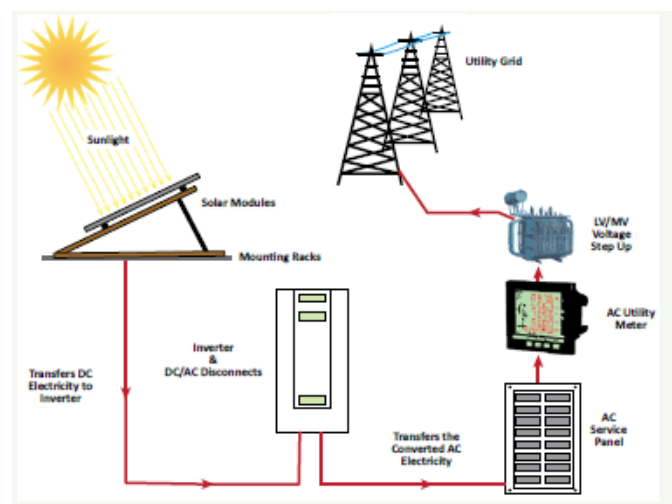 Sunlight
Solar Modules
Mounting Racks
Transfers DC
Electricity to
Inverter
Inverter
&
DC/AC Disconnects
Transfers the
Converted AC
Electricity
AC
Service
Panel
AC Utility
Meter
LV/MV
Voltage
Step Up
Utility Grid